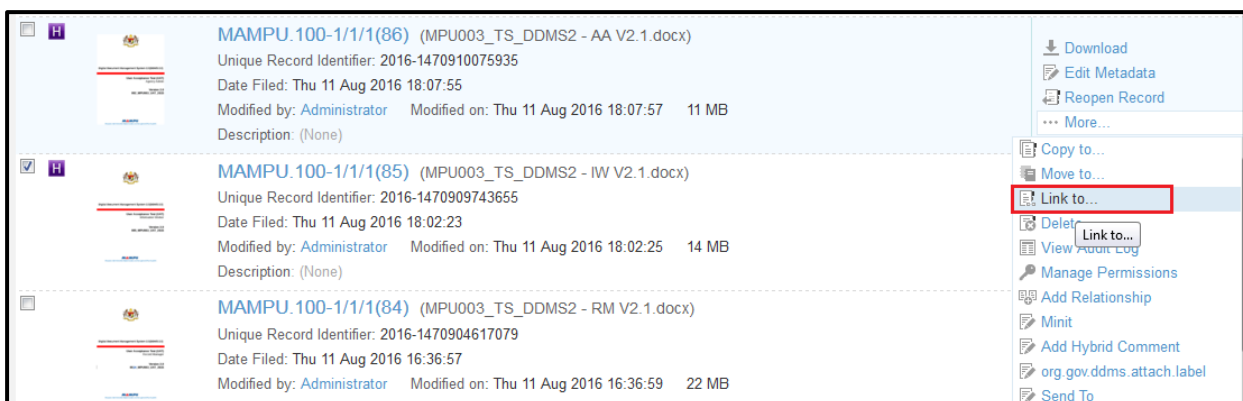 H
MAMPU.100-1/1/1(86) (MPU003_TS_DDMS2 - AA V2.1.docx)
Unique Record Identifier: 2016-1470910075935
Date Filed: Thu 11 Aug 2016 18:07:55
Modified by: Administrator Modified on: Thu 11 Aug 2016 18:07:57 11 MB
Description: (None)
Download
Edit Metadata
Reopen Record
••• More...
H
MAMPU.100-1/1/1(85) (MPU003_TS_DDMS2 - IW V2.1.docx)
Unique Record Identifier: 2016-1470909743655
Date Filed: Thu 11 Aug 2016 18:02:23
Modified by: Administrator Modified on: Thu 11 Aug 2016 18:02:25 14 MB
Description: (None)
MAMPU.100-1/1/1(84) (MPU003_TS_DDMS2 - RM V2.1.docx)
Unique Record Identifier: 2016-1470904617079
Date Filed: Thu 11 Aug 2016 16:36:57
Modified by: Administrator Modified on: Thu 11 Aug 2016 16:36:59 22 MB
Copy to...
Move to...
Link to...
Delete
Link to...
View Audit Log
Manage Permissions
Add Relationship
Minit
Add Hybrid Comment
org.gov.ddms.attach.label
Send To